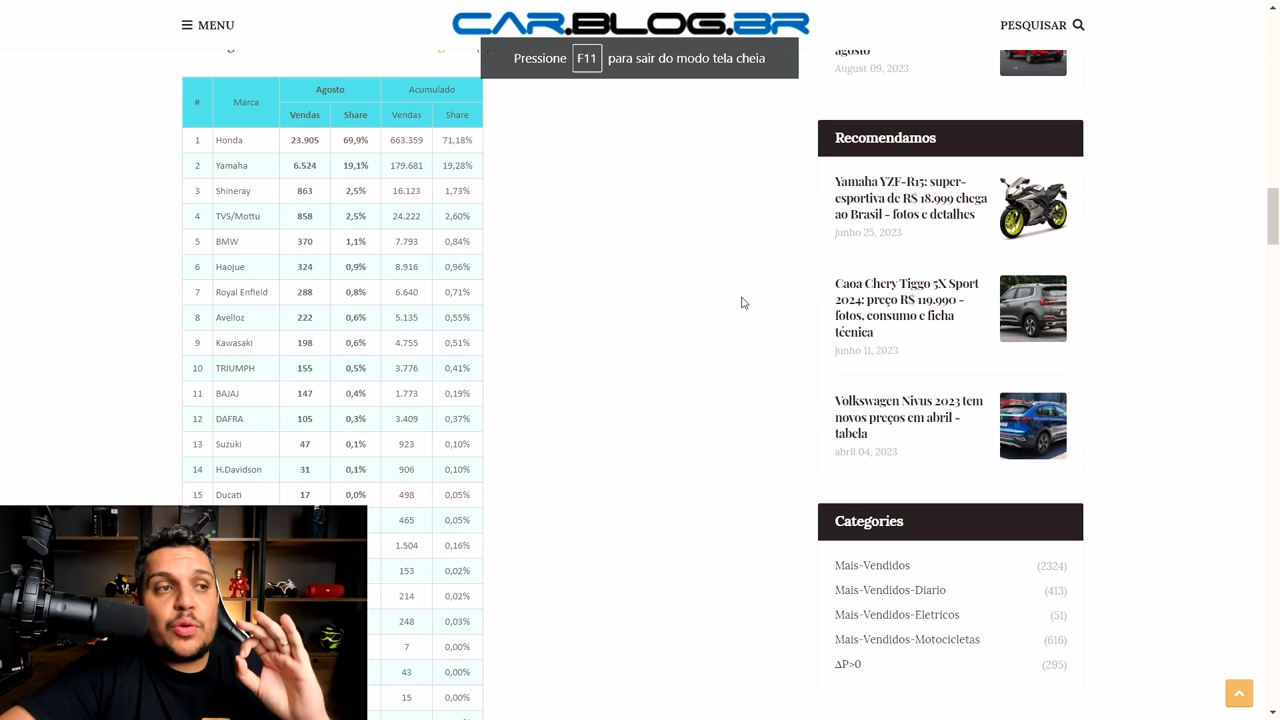 MENU
CAR.BLOG.BR
PESQUISAR
Pressione F11 para sair do modo tela cheia
# Marca Agosto Acumulado
Vendas Share Vendas Share
1 Honda 23.905 69,9% 663.359 71,18%
2 Yamaha 6.524 19,1% 179.681 19,28%
3 Shineray 863 2,5% 16.123 1,73%
4 TVS/Mottu 858 2,5% 24.222 2,60%
5 BMW 370 1,1% 7.793 0,84%
6 Haojue 324 0,9% 8.916 0,96%
7 Royal Enfield 6.640 0,71%
8 Avelloz 222 0,6% 5.135 0,55%
9 Kawasaki 198 0,6% 4.755 0,51%
10 TRIUMPH 155 0,5% 3.776 0,41%
11 BAJAJ 147 0,4% 1.773 0,19%
12 DAFRA 0,3% 3.409 0,37%
13 Suzuki 0,1% 923 0,10%
14 H.Davidson 31 0,1% 906 0,10%
15 Ducati 17 0,0% 498 0,05%
465 0,05%
1.504 0,16%
153 0,02%
214 0,02%
248 0,03%
7 0,00%
43 0,00%
15 0,00%
agosto
August 09, 2023
Recomendamos
Yamaha YZF-R15: super-
esportiva de R$ 18.999 chega
ao Brasil - fotos e detalhes
junho 25, 2023
Caoa Chery Tiggo 5X Sport
2024: preço R$ 119.990 -
fotos, consumo e ficha
técnica
junho 11, 2023
Volkswagen Nivus 2023 tem
novos preços em abril -
tabela
abril 04, 2023
Categories
Mais-Vendidos (2324)
Mais-Vendidos-Diario (413)
Mais-Vendidos-Eletricos (51)
Mais-Vendidos-Motocicletas (616)
ΔP>0 (295)